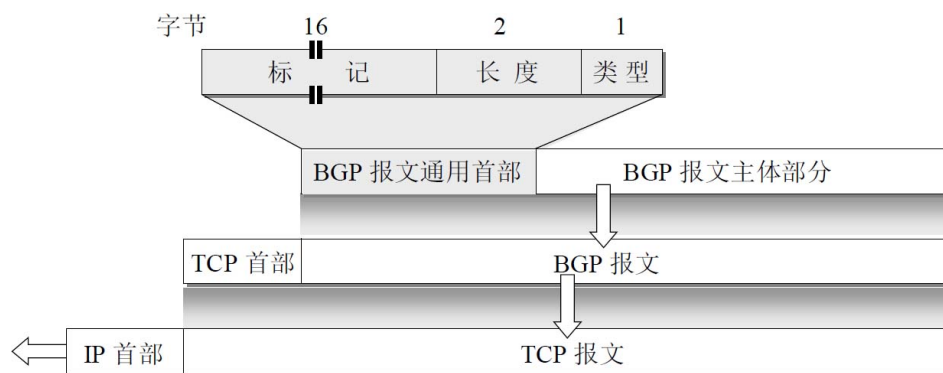 字节 16 2 1
标 记 长 度 类 型
BGP 报文通用首部 BGP 报文主体部分
TCP 首部 BGP 报文
IP 首部 TCP 报文